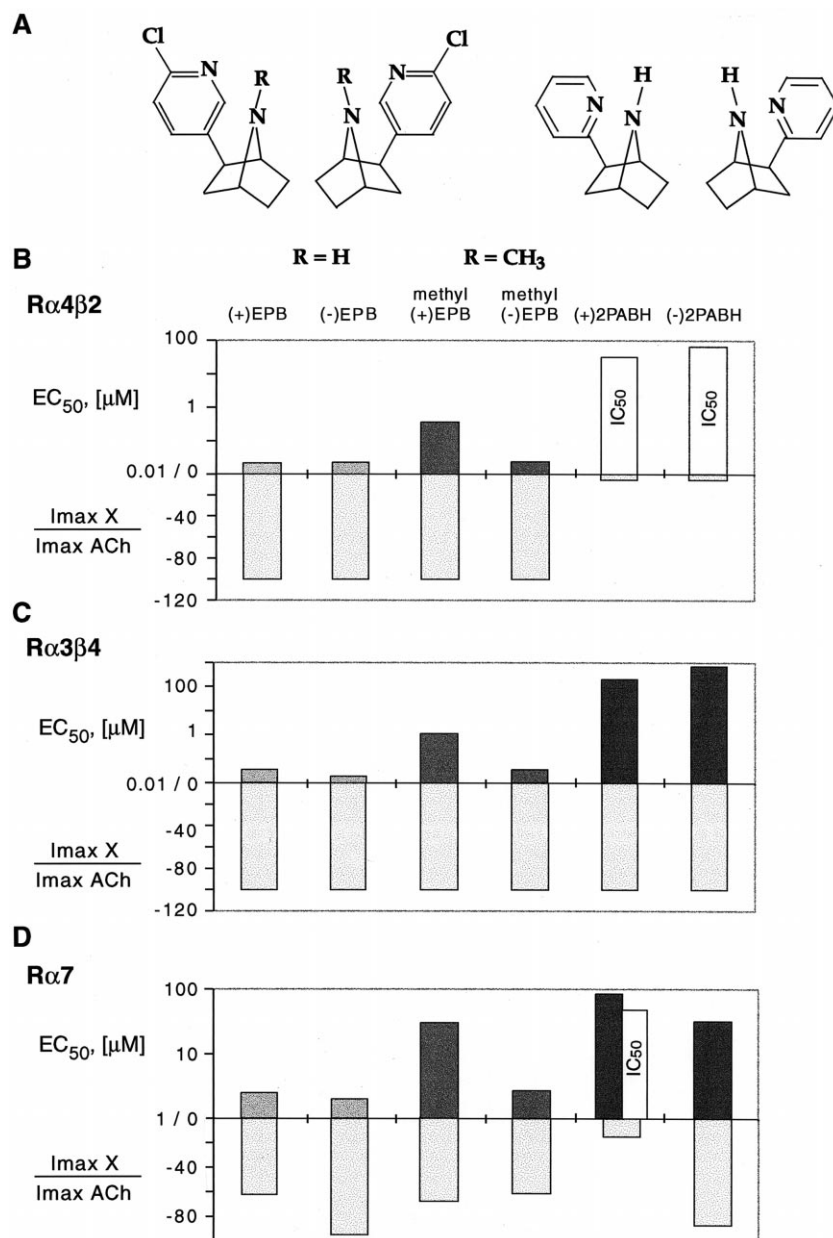 A
Cl
N
R
N
R
N
N
Cl
N
H
N
H
N
N
R = H
R = CH3
B
Rα4β2
(+)EPB
(-)EPB
methyl
(+)EPB
methyl
(-)EPB
(+)2PABH
(-)2PABH
EC50, [µM]
100
1
0.01 / 0
-40
-80
-120
IC50
IC50
Imax X
Imax ACh
C
Rα3β4
EC50, [µM]
100
1
0.01 / 0
-40
-80
-120
Imax X
Imax ACh
D
Rα7
EC50, [µM]
100
10
1 / 0
-40
-80
IC50
Imax X
Imax ACh